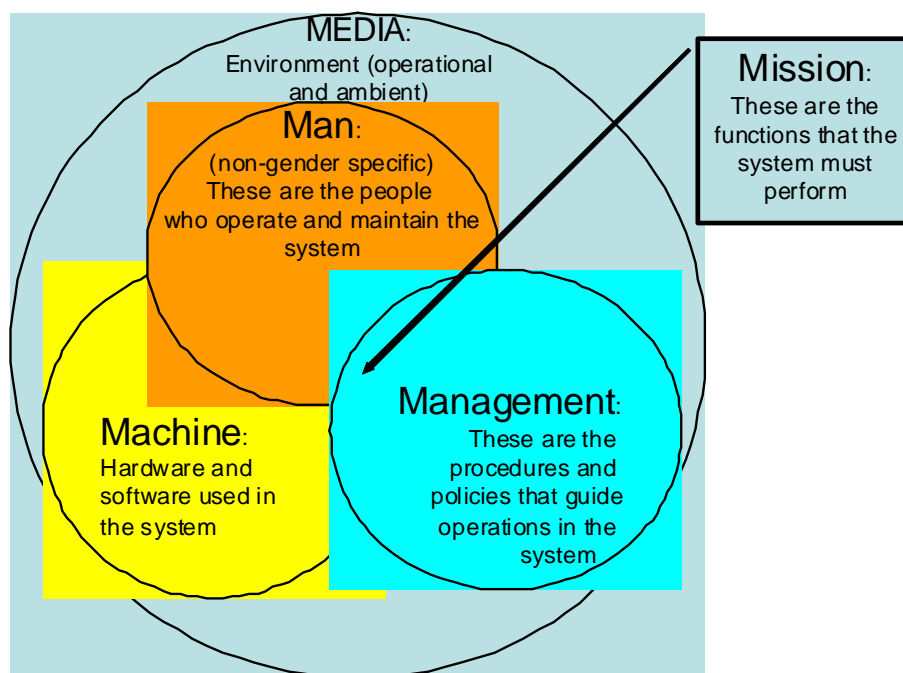 MEDIA:
Environment (operational
and ambient)
Man:
(non-gender specific)
These are the people
who operate and maintain the
system
Mission:
These are the
functions that the
system must
perform
Machine:
Hardware and
software used in
the system
Management:
These are the
procedures and
policies that guide
operations in the
system